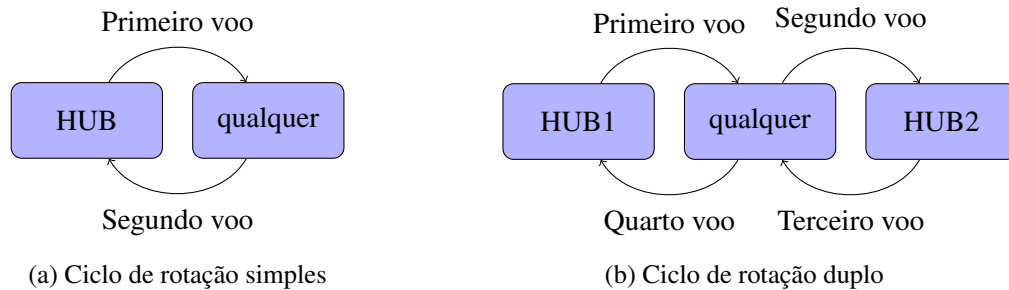 Primeiro voo
HUB
qualquer
Segundo voo
(a) Ciclo de rotação simples
Primeiro voo
Segundo voo
HUB1
qualquer
HUB2
Quarto voo
Terceiro voo
(b) Ciclo de rotação duplo